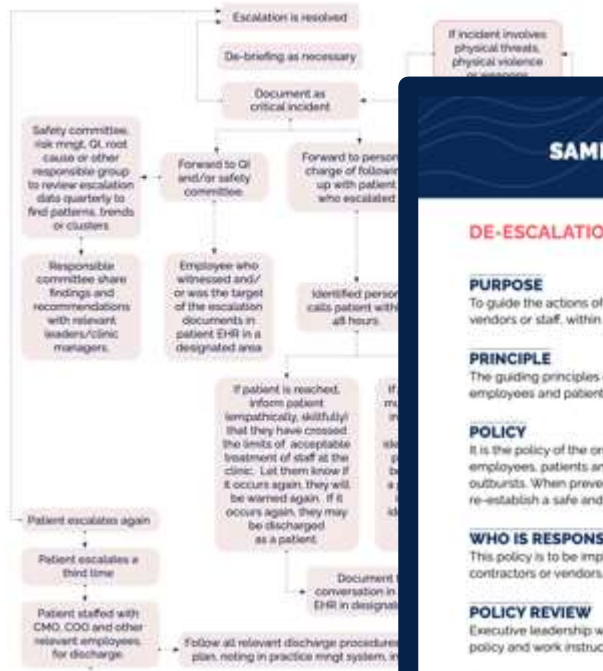 Escalation is resolved
De-briefing as necessary
Document as
critical incident
If incident involves
physical threats,
physical violence
or weapons
Safety committee,
risk mngt, QI, root
cause or other
responsible group
to review escalation
data quarterly to
find patterns, trends
or clusters
Forward to QI
and/or safety
committee.
Forward to person
charge of following
up with patient
who escalated
Responsible
committee share
findings and
recommendations
with relevant
leaders/clinic
managers.
Employee who
witnessed and/
or was the target
of the escalation
documents in
patient EHR in a
designated area
Identified person
calls patient within
48 hours.
If patient is reached,
inform patient
(empathically, skillfully)
that they have crossed
the limits of acceptable
treatment of staff at the
clinic. Let them know if
it occurs again, they will
be warned again. If it
occurs again, they may
be discharged
as a patient.
If
Patient escalates again
Patient escalates a
third time
Patient staffed with
CMO, COO and other
relevant employees,
for discharge.
Document
conversation in
EHR in
Follow all relevant discharge procedures
plan, noting in practice mngt system,
SAM
DE-ESCALATIO
PURPOSE
To guide the actions of
vendors or staff, within
PRINCIPLE
The guiding principles
employees and patient
POLICY
It is the policy of the
employees, patients an
outbursts. When preve
re-establish a safe and
WHO IS RESPONS
This policy is to be imp
contractors or vendors
POLICY REVIEW
Executive leadership w
policy and work instruc